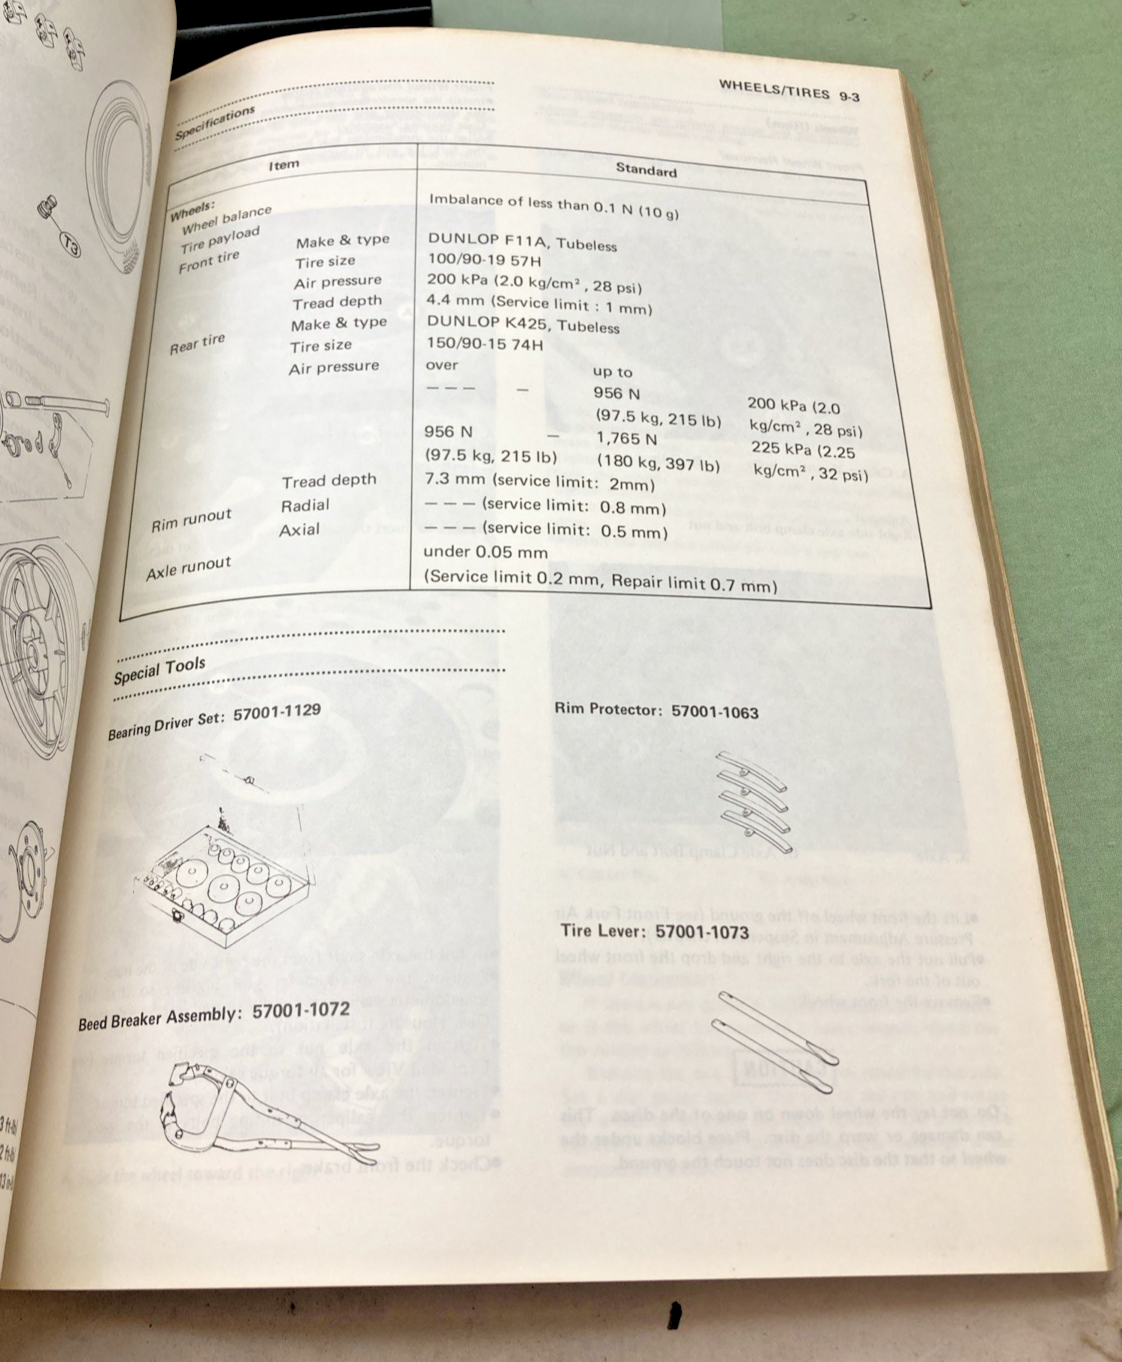 WHEELS/TIRES 9-3
Specifications
Item Standard
Wheels:
Wheel balance Imbalance of less than 0.1 N (10 g)
Tire payload
Front tire Make & type DUNLOP F11A, Tubeless
Tire size 100/90-19 57H
Air pressure 200 kPa (2.0 kg/cm², 28 psi)
Tread depth 4.4 mm (Service limit : 1 mm)
Rear tire Make & type DUNLOP K425, Tubeless
Tire size 150/90-15 74H
Air pressure over up to
– – – – 956 N 200 kPa (2.0
(97.5 kg, 215 lb) kg/cm², 28 psi)
956 N – 1,765 N 225 kPa (2.25
(97.5 kg, 215 lb) (180 kg, 397 lb) kg/cm², 32 psi)
Tread depth 7.3 mm (service limit: 2mm)
Rim runout Radial – – – (service limit: 0.8 mm)
Axial – – – (service limit: 0.5 mm)
Axle runout under 0.05 mm
(Service limit 0.2 mm, Repair limit 0.7 mm)
Special Tools
Bearing Driver Set: 57001-1129
Rim Protector: 57001-1063
Tire Lever: 57001-1073
Beed Breaker Assembly: 57001-1072
T3